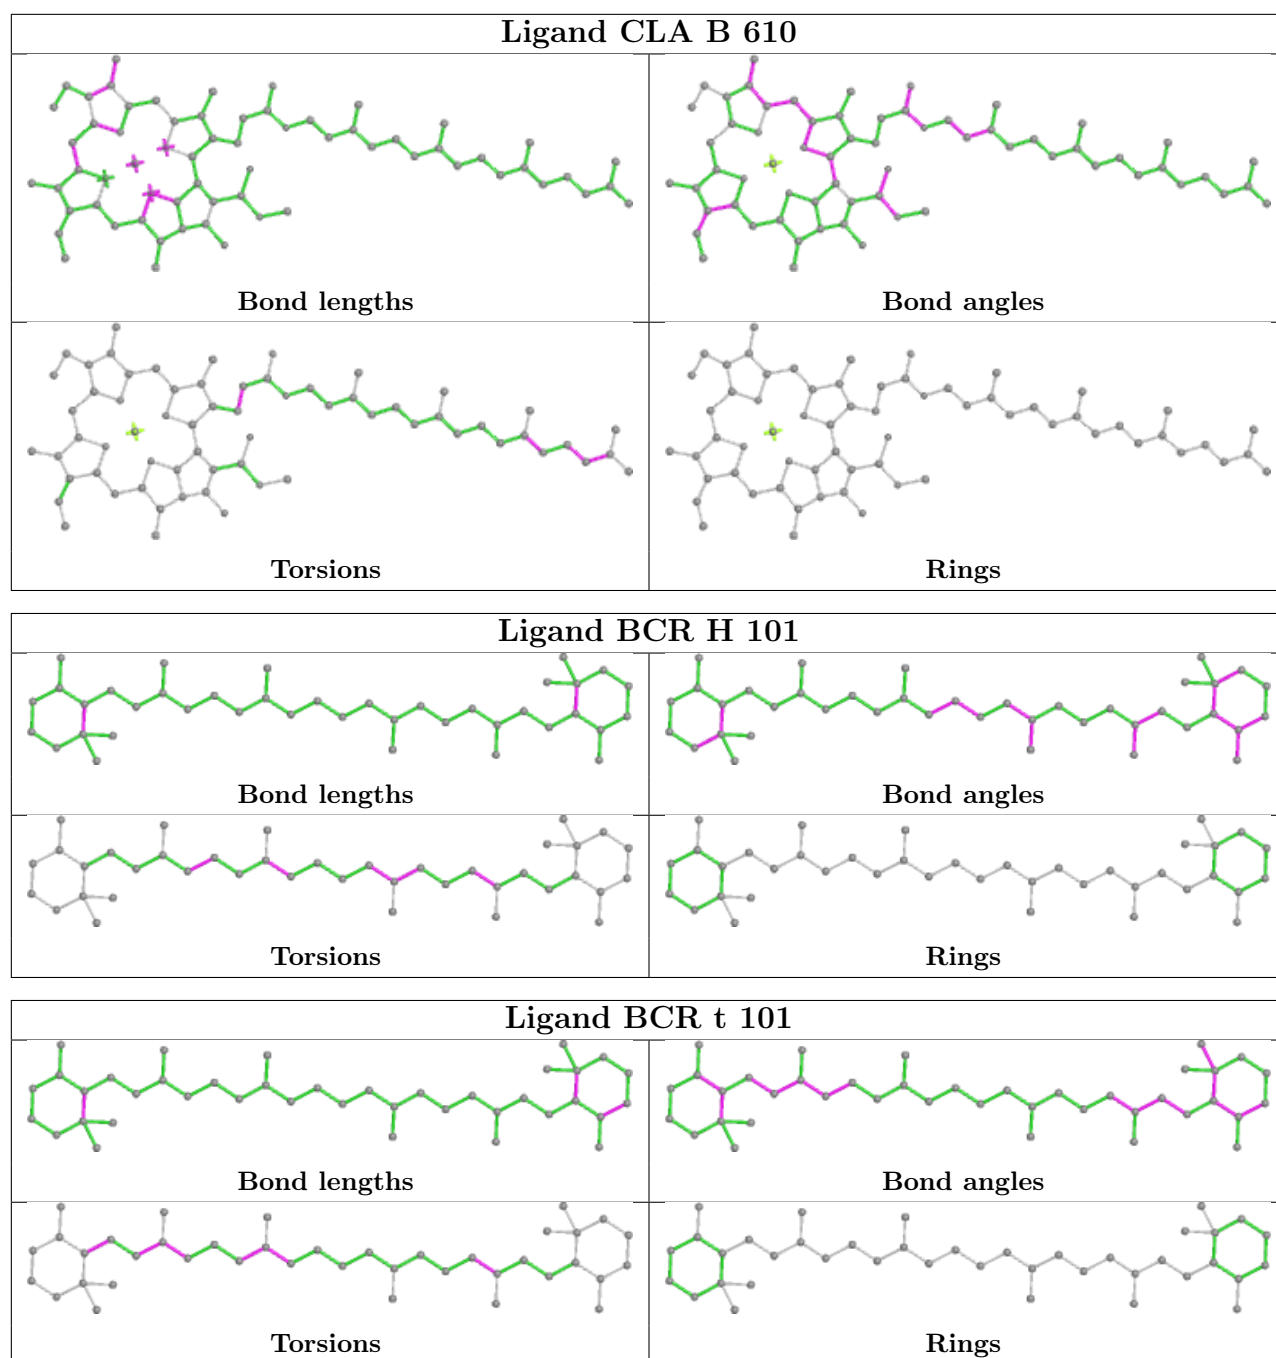 Ligand CLA B 610
Bond lengths
Bond angles
Torsions
Rings
Ligand BCR H 101
Bond lengths
Bond angles
Torsions
Rings
Ligand BCR t 101
Bond lengths
Bond angles
Torsions
Rings